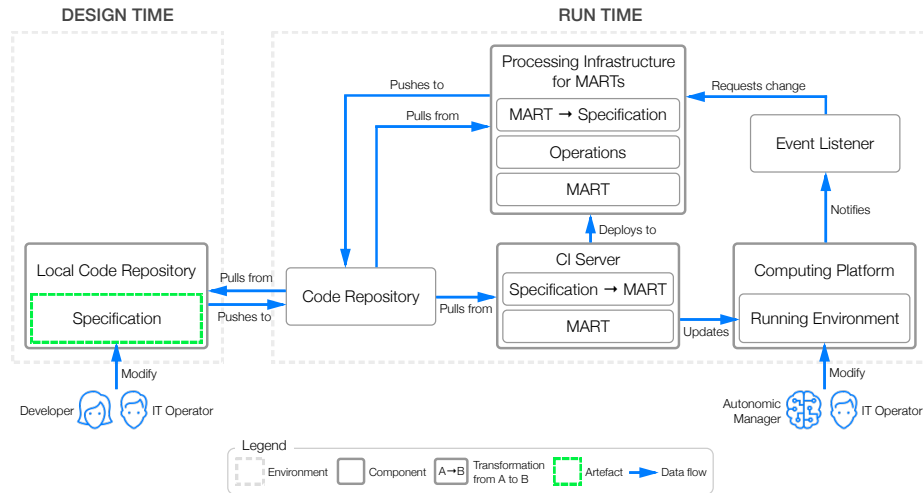 DESIGN TIME
RUN TIME
Processing Infrastructure
for MARTs
MART → Specification
Operations
MART
Pushes to
Pulls from
Requests change
Event Listener
Notifies
Deploys to
Local Code Repository
Specification
Pulls from
Pushes to
Code Repository
Pulls from
CI Server
Specification → MART
MART
Updates
Computing Platform
Running Environment
Modify
Developer
IT Operator
Modify
Autonomic
Manager
IT Operator
Legend
Environment
Component
A→B
Transformation
from A to B
Artefact
Data flow